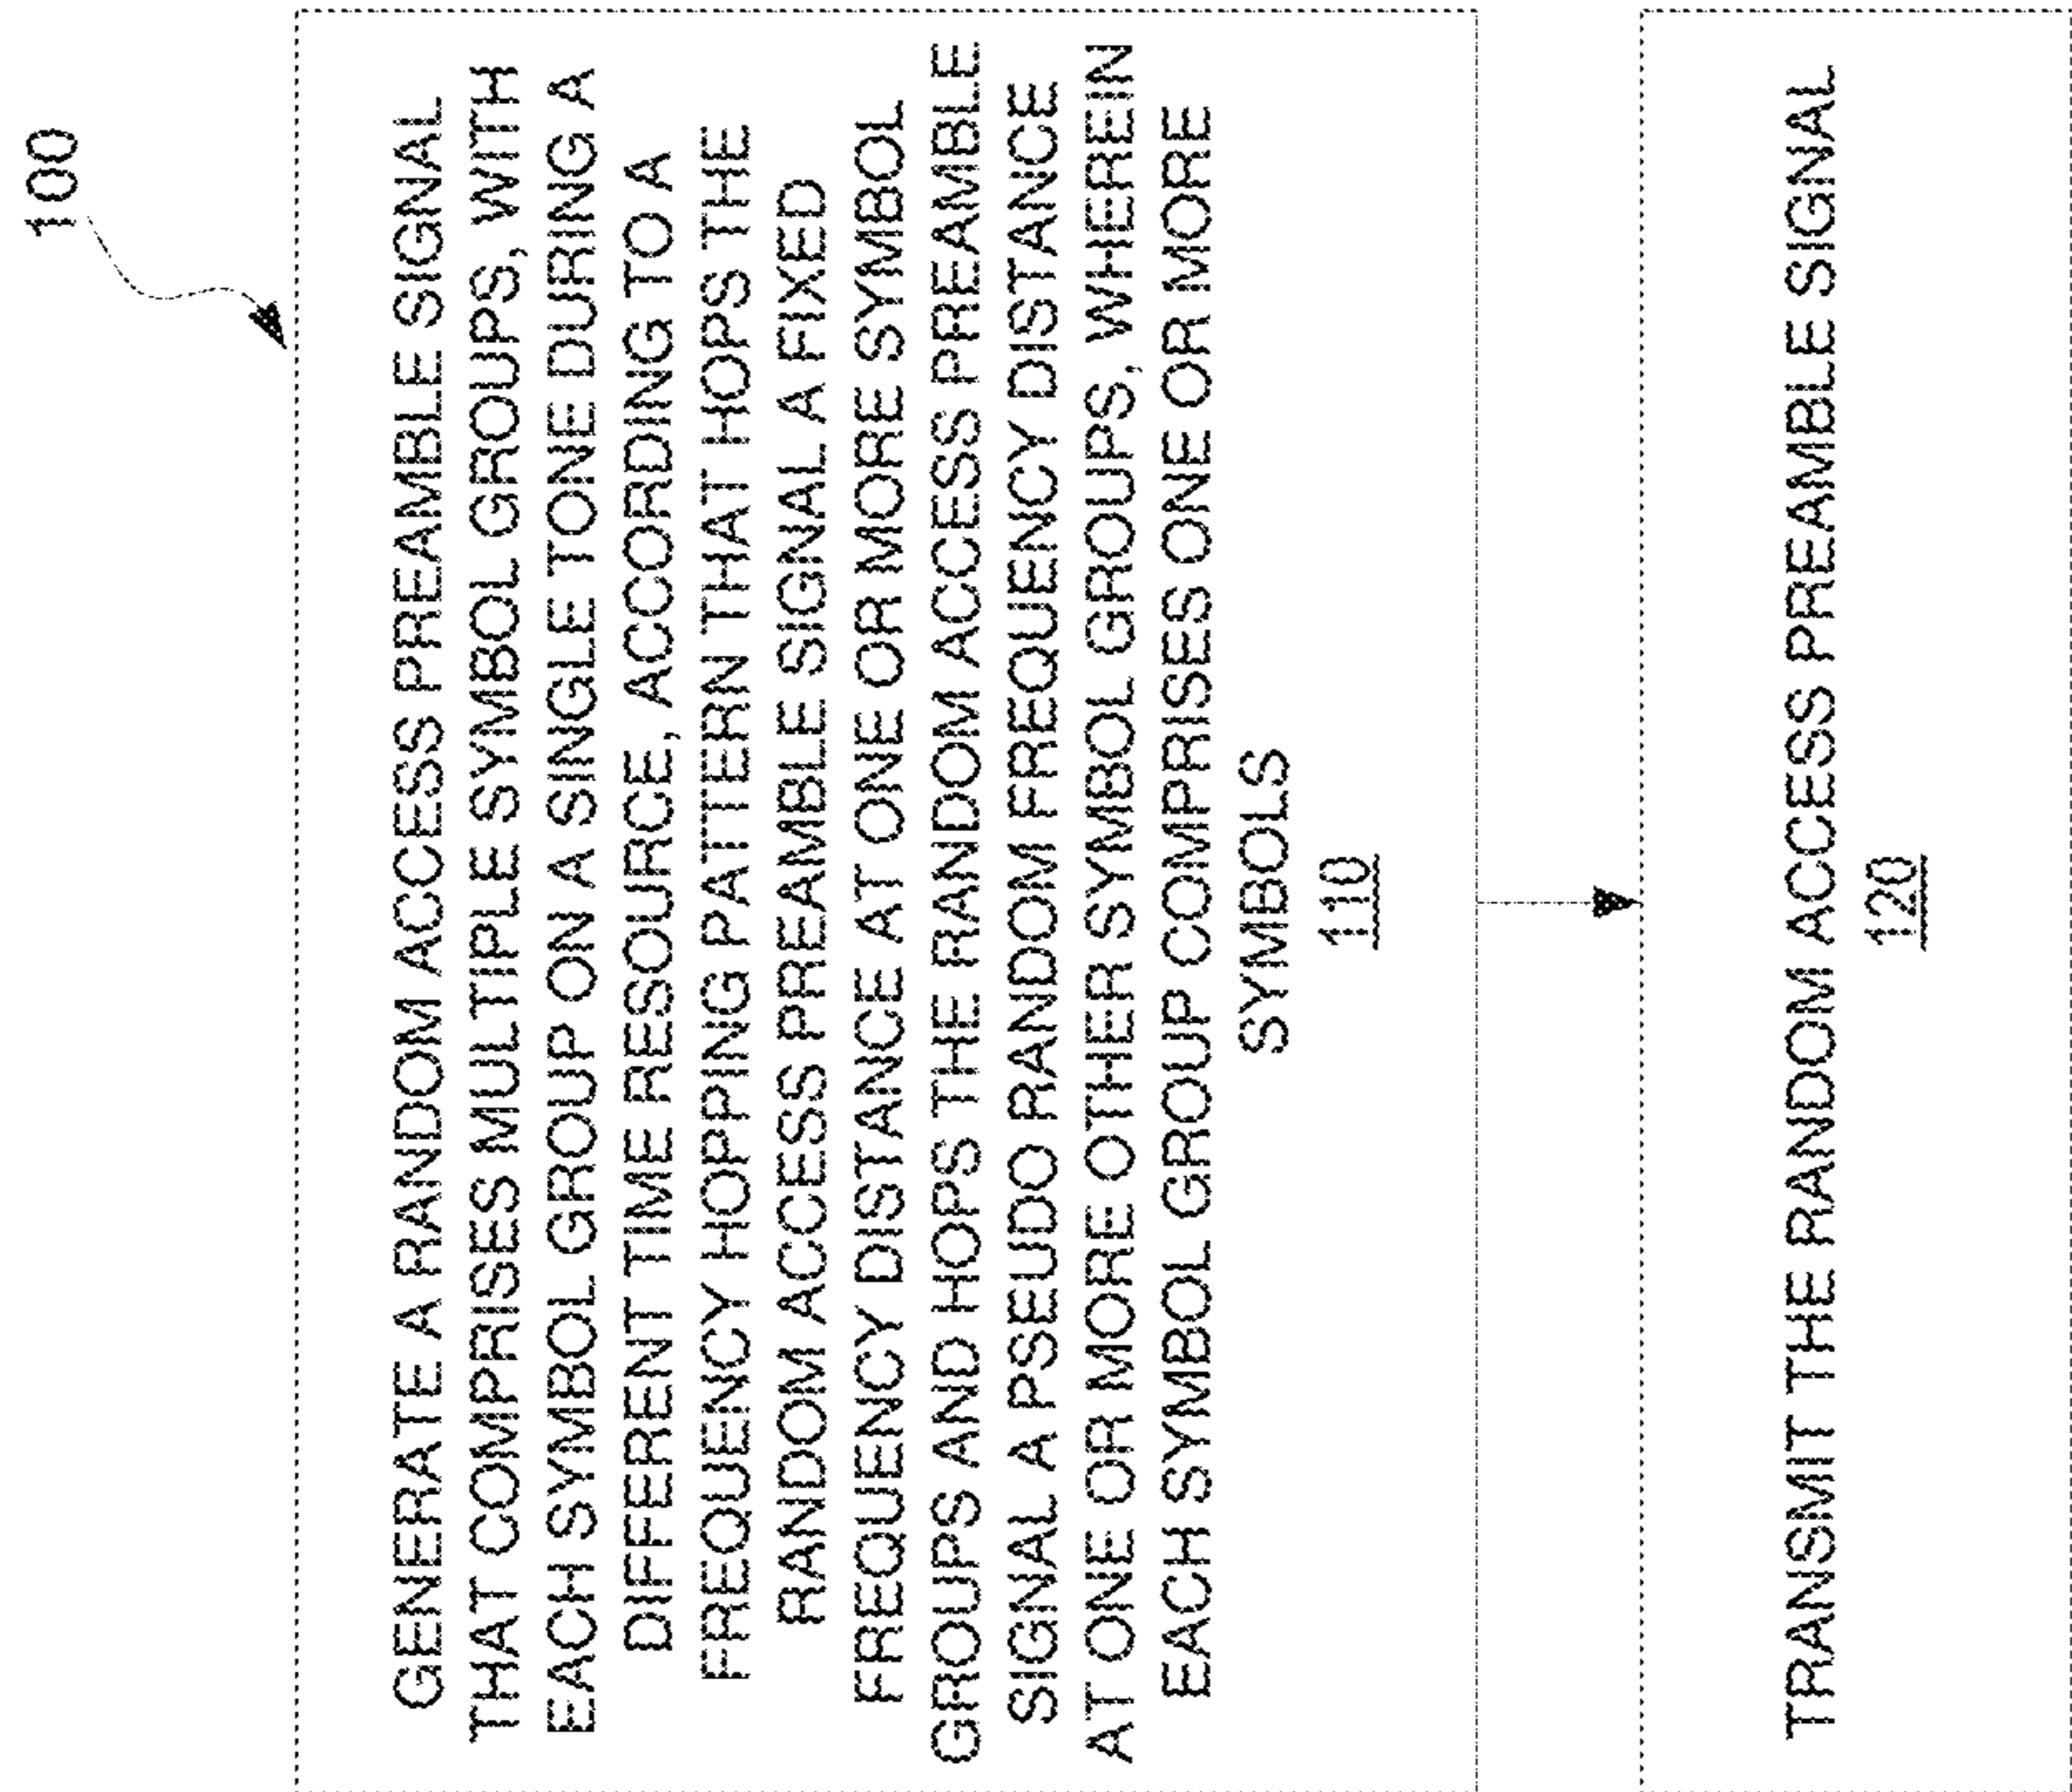 100
GENERATE A RANDOM ACCESS PREAMBLE SIGNAL
THAT COMPRISES MULTIPLE SYMBOL GROUPS, WITH
EACH SYMBOL GROUP ON A SINGLE TONE DURING A
DIFFERENT TIME RESOURCE, ACCORDING TO A
FREQUENCY HOPPING PATTERN THAT HOPS THE
RANDOM ACCESS PREAMBLE SIGNAL A FIXED
FREQUENCY DISTANCE AT ONE OR MORE SYMBOL
GROUPS AND HOPS THE RANDOM ACCESS PREAMBLE
SIGNAL A PSEUDO RANDOM FREQUENCY DISTANCE
AT ONE OR MORE OTHER SYMBOL GROUPS, WHEREIN
EACH SYMBOL GROUP COMPRISES ONE OR MORE
SYMBOLS
110
TRANSMIT THE RANDOM ACCESS PREAMBLE SIGNAL
120